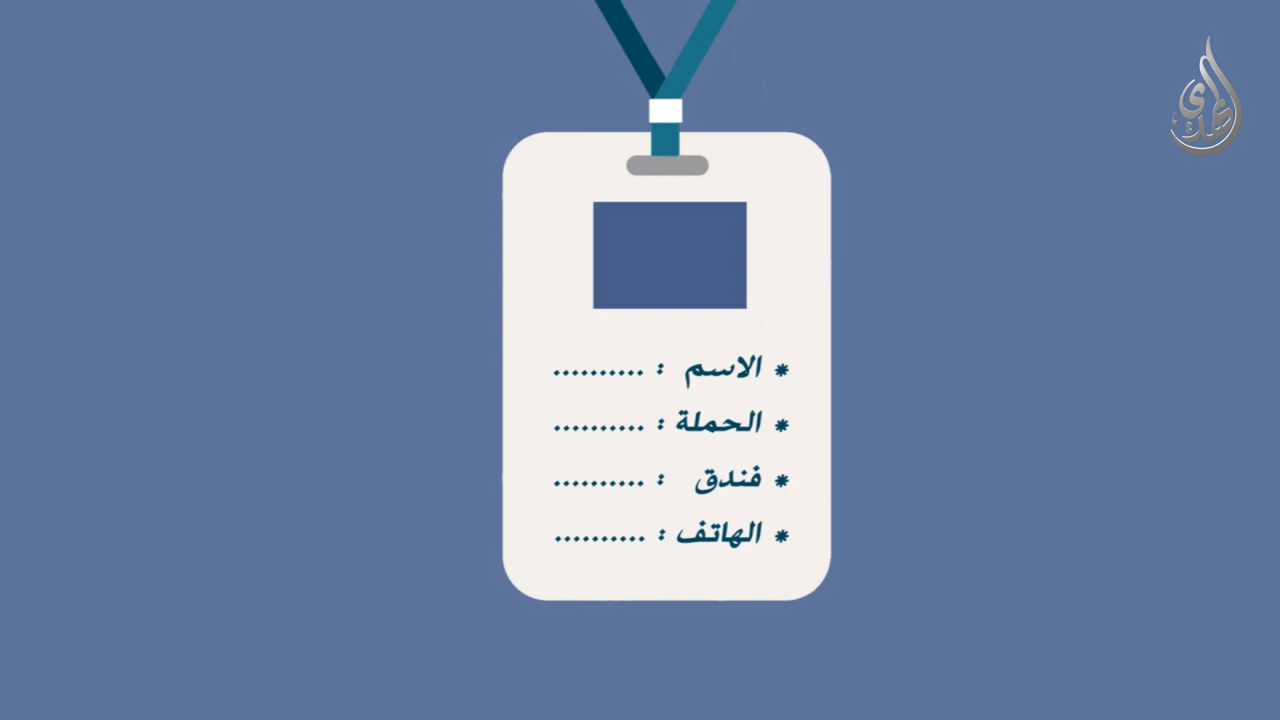 * الاسم : ..........
* الحملة : ..........
* فندق : ..........
* الهاتف : ..........